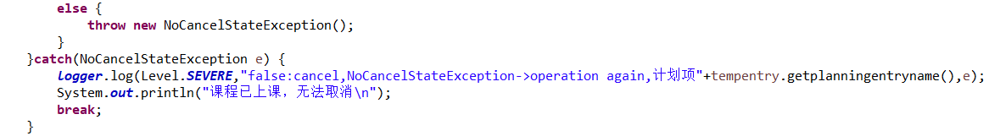 else {
throw new NoCancelStateException();
}
}catch(NoCancelStateException e) {
logger.log(Level.SEVERE,"false:cancel,NoCancelStateException->operation again,计划项"+tempentry.getplanningentryname(),e);
System.out.println("课程已上课，无法取消\n");
break;
}